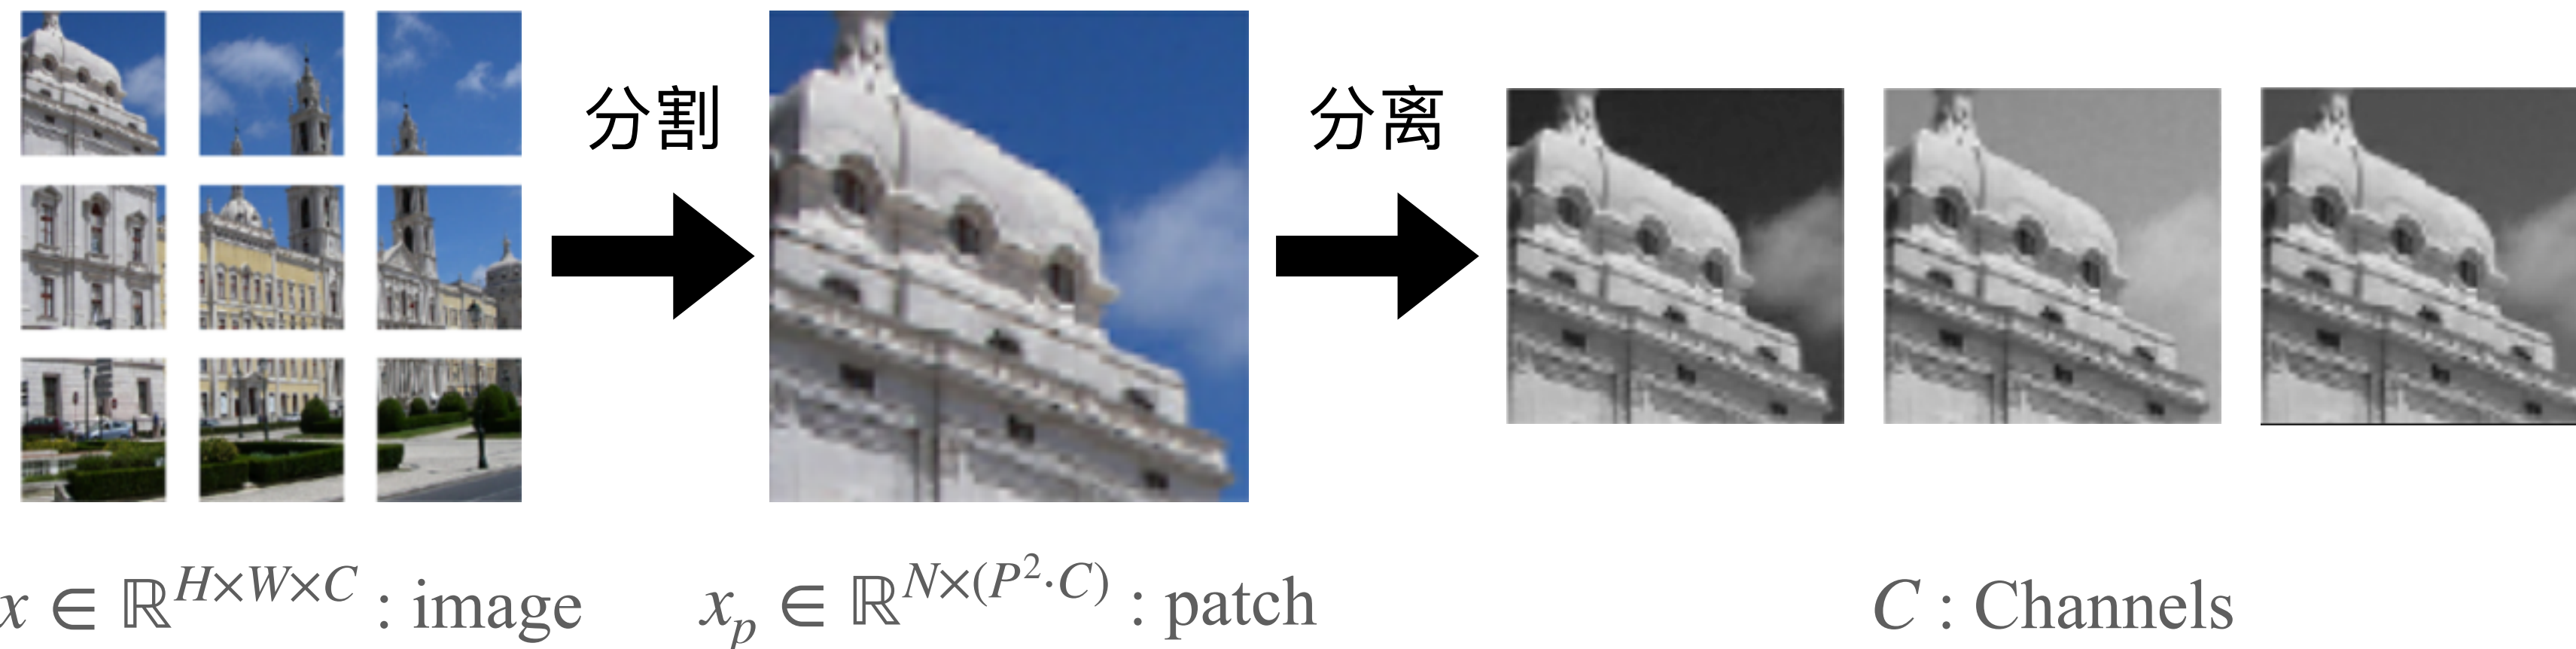 分割
分离
x ∈ ℝ^{H×W×C} : image
x_p ∈ ℝ^{N×(P²·C)} : patch
C : Channels